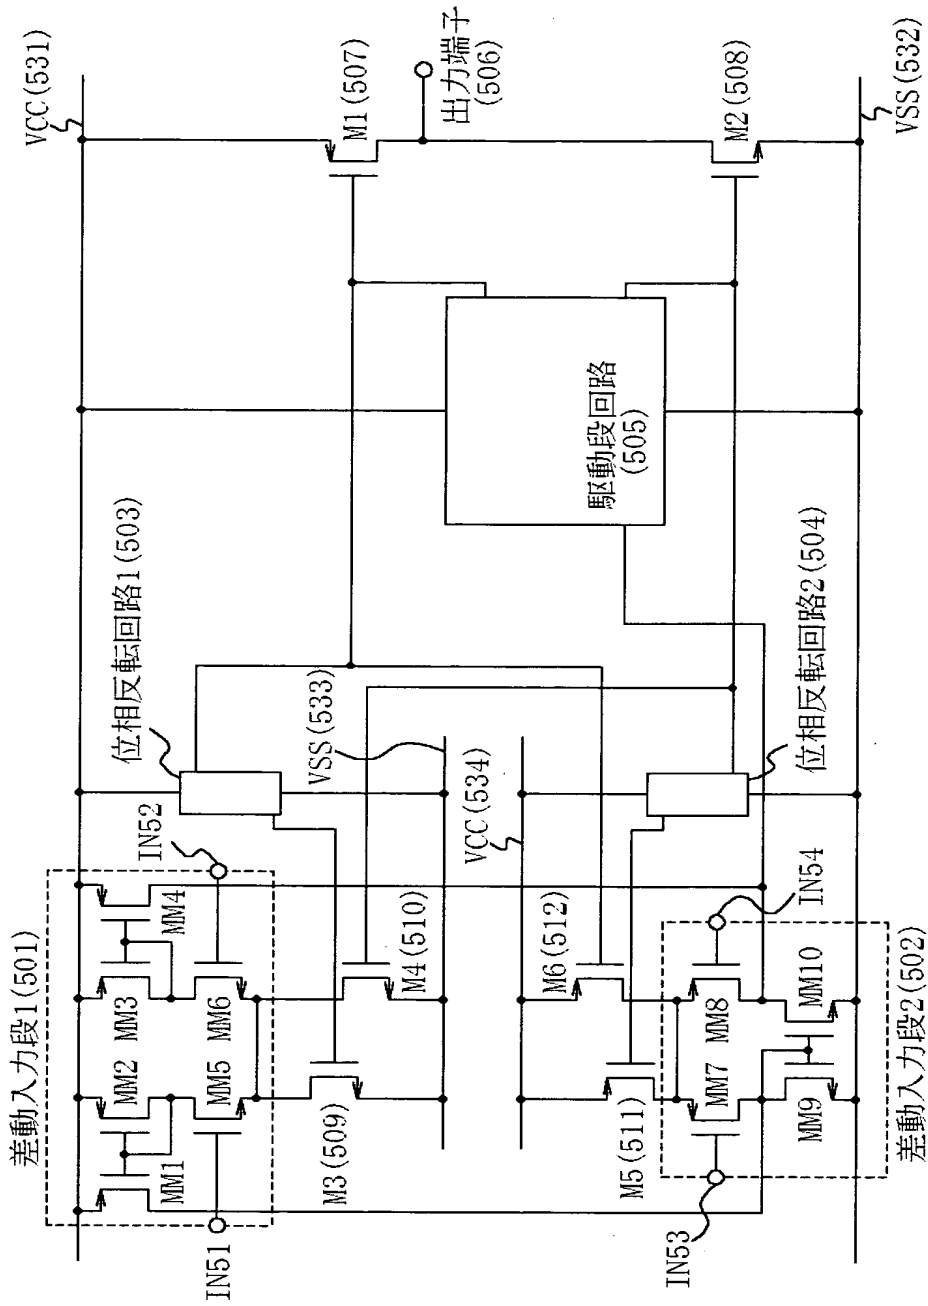 VCC(531)
M1(507)
出力端子
(506)
M2(508)
VSS(532)
駆動段回路
(505)
位相反転回路1(503)
位相反転回路2(504)
VSS(533)
VCC(534)
IN52
IN54
差動入力段1(501)
MM4
MM3
MM6
MM2
MM5
MM1
M4(510)
M6(512)
M3(509)
M5(511)
MM8
MM10
MM7
MM9
差動入力段2(502)
IN51
IN53